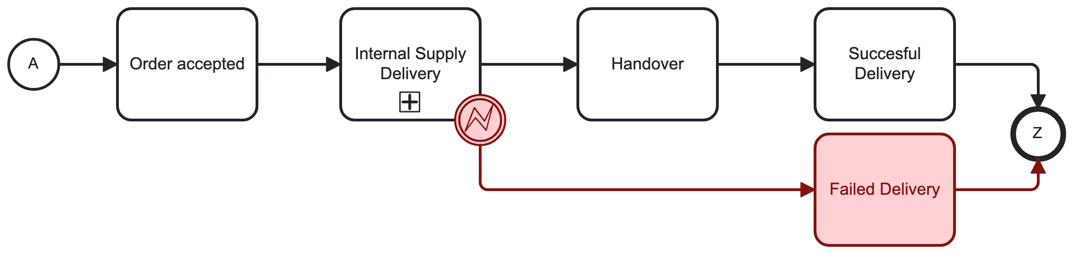 A
Order accepted
Internal Supply
Delivery
Handover
Succesful
Delivery
Z
Failed Delivery